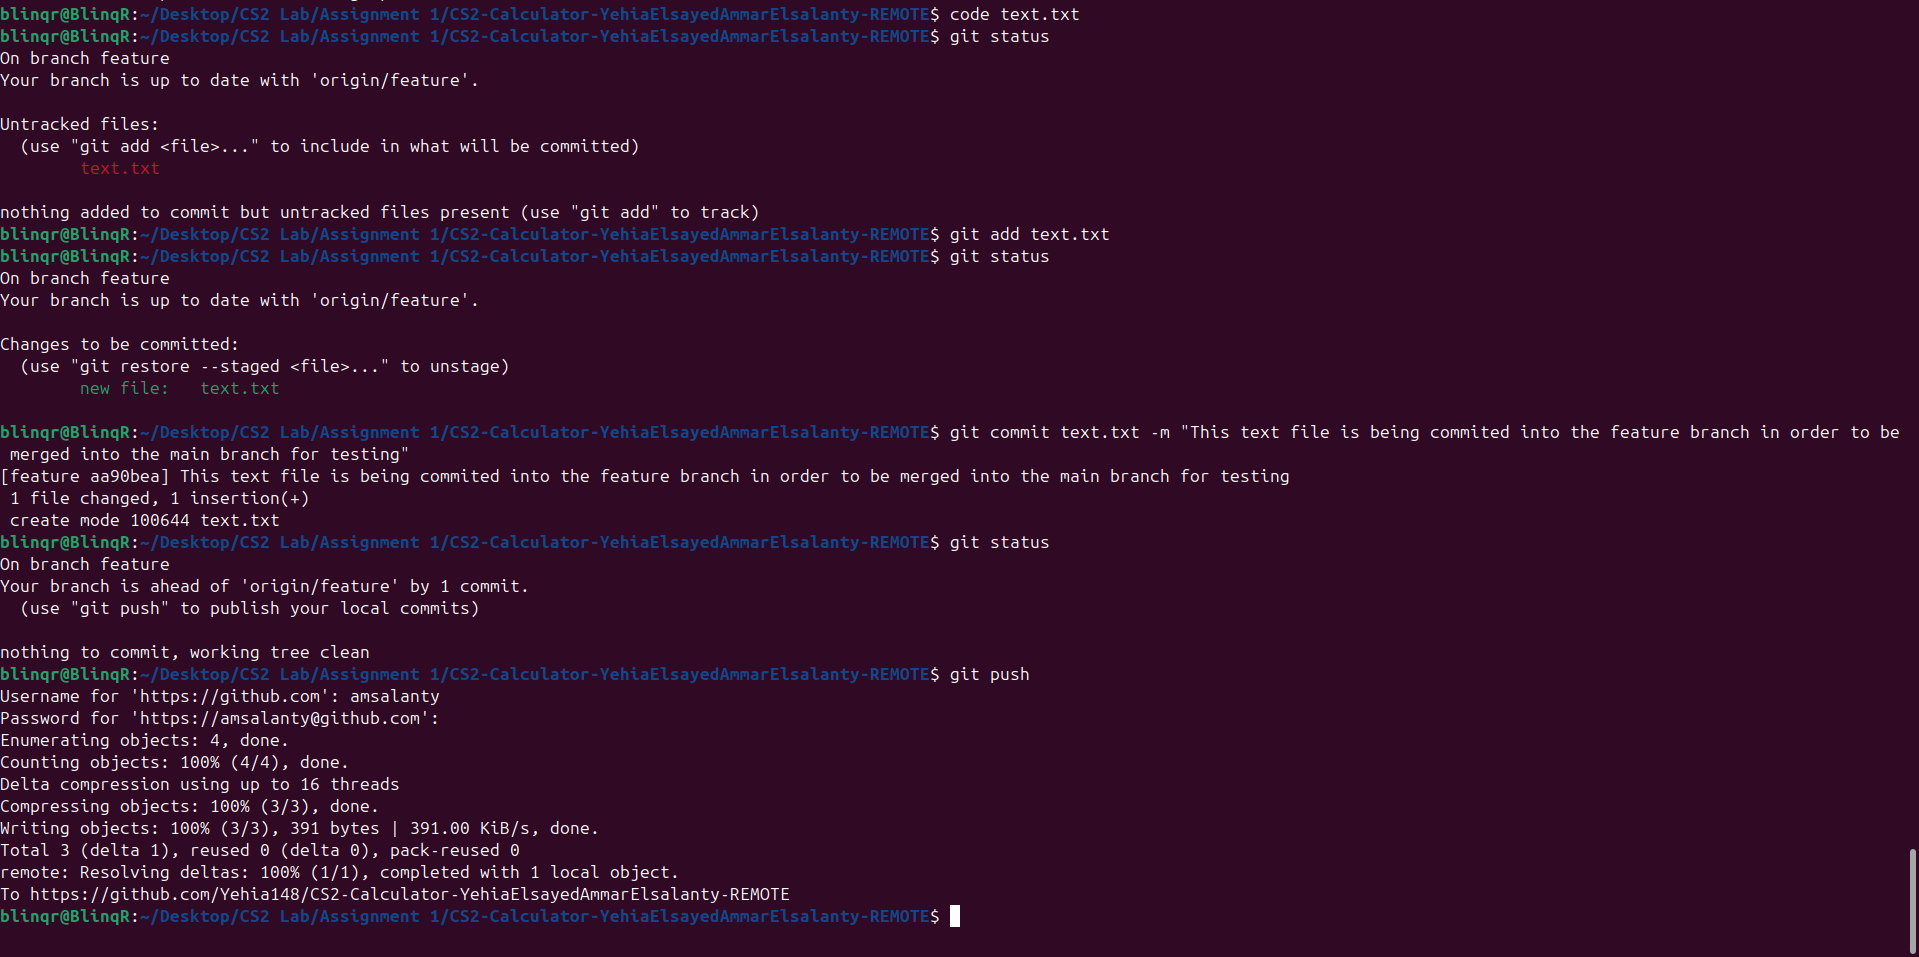 blinqr@BlinqR:~/Desktop/CS2 Lab/Assignment 1/CS2-Calculator-YehiaElsayedAmmarElsalanty-REMOTE$ code text.txt
blinqr@BlinqR:~/Desktop/CS2 Lab/Assignment 1/CS2-Calculator-YehiaElsayedAmmarElsalanty-REMOTE$ git status
On branch feature
Your branch is up to date with 'origin/feature'.

Untracked files:
  (use "git add <file>..." to include in what will be committed)
        text.txt

nothing added to commit but untracked files present (use "git add" to track)
blinqr@BlinqR:~/Desktop/CS2 Lab/Assignment 1/CS2-Calculator-YehiaElsayedAmmarElsalanty-REMOTE$ git add text.txt
blinqr@BlinqR:~/Desktop/CS2 Lab/Assignment 1/CS2-Calculator-YehiaElsayedAmmarElsalanty-REMOTE$ git status
On branch feature
Your branch is up to date with 'origin/feature'.

Changes to be committed:
  (use "git restore --staged <file>..." to unstage)
        new file:   text.txt

blinqr@BlinqR:~/Desktop/CS2 Lab/Assignment 1/CS2-Calculator-YehiaElsayedAmmarElsalanty-REMOTE$ git commit text.txt -m "This text file is being commited into the feature branch in order to be
 merged into the main branch for testing"
[feature aa90bea] This text file is being commited into the feature branch in order to be merged into the main branch for testing
 1 file changed, 1 insertion(+)
 create mode 100644 text.txt
blinqr@BlinqR:~/Desktop/CS2 Lab/Assignment 1/CS2-Calculator-YehiaElsayedAmmarElsalanty-REMOTE$ git status
On branch feature
Your branch is ahead of 'origin/feature' by 1 commit.
  (use "git push" to publish your local commits)

nothing to commit, working tree clean
blinqr@BlinqR:~/Desktop/CS2 Lab/Assignment 1/CS2-Calculator-YehiaElsayedAmmarElsalanty-REMOTE$ git push
Username for 'https://github.com': amsalanty
Password for 'https://amsalanty@github.com':
Enumerating objects: 4, done.
Counting objects: 100% (4/4), done.
Delta compression using up to 16 threads
Compressing objects: 100% (3/3), done.
Writing objects: 100% (3/3), 391 bytes | 391.00 KiB/s, done.
Total 3 (delta 1), reused 0 (delta 0), pack-reused 0
remote: Resolving deltas: 100% (1/1), completed with 1 local object.
To https://github.com/Yehia148/CS2-Calculator-YehiaElsayedAmmarElsalanty-REMOTE
blinqr@BlinqR:~/Desktop/CS2 Lab/Assignment 1/CS2-Calculator-YehiaElsayedAmmarElsalanty-REMOTE$